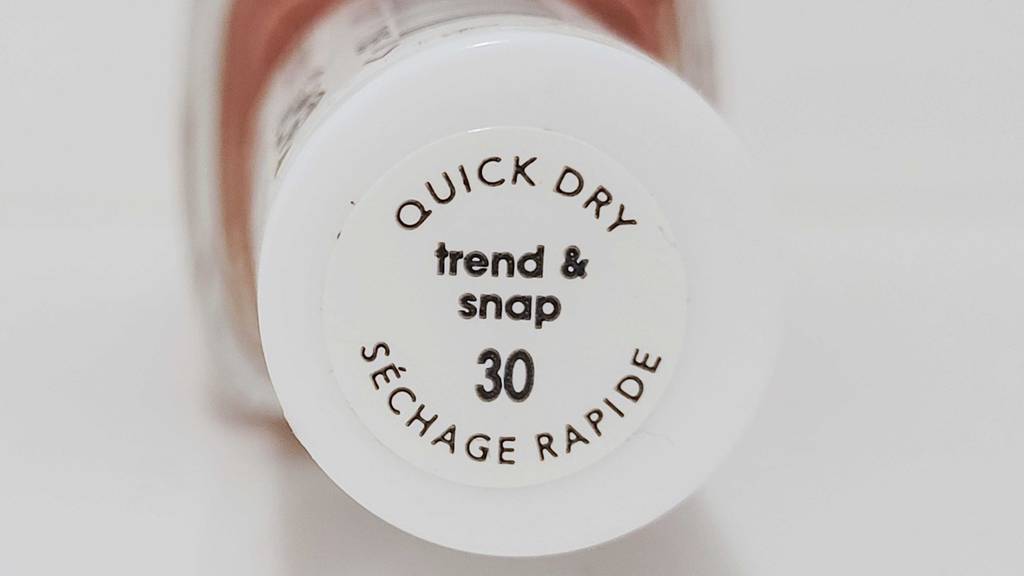 QUICK DRY
trend &
snap
30
SÉCHAGE RAPIDE